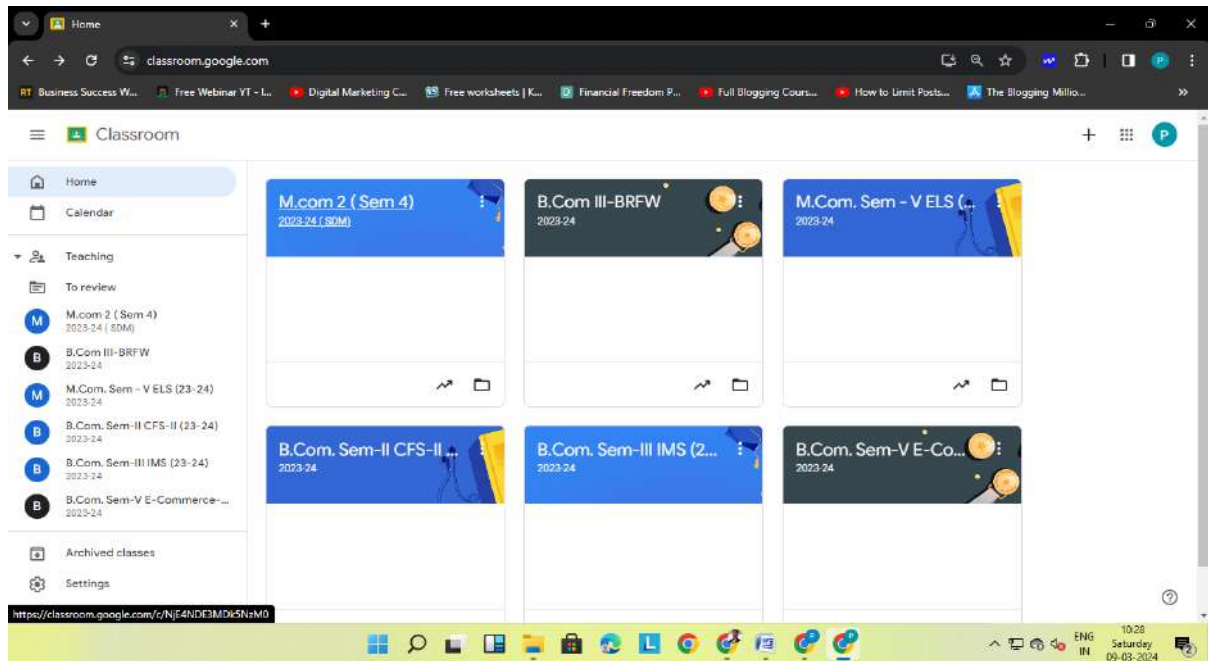 Home
classroom.google.com
Business Success W...
Free Webinar YT - I...
Digital Marketing C...
Free worksheets | K...
Financial Freedom P...
Full Blogging Cours...
How to Limit Posts...
The Blogging Millio...
Classroom
P
Home
Calendar
Teaching
To review
M
M.com 2 ( Sem 4)
2023-24 ( SDM)
B
B.Com III-BRFW
2023-24
M
M.Com. Sem - V ELS (23-24)
2023-24
B
B.Com. Sem-II CFS-II (23-24)
2023-24
B
B.Com. Sem-III IMS (23-24)
2023-24
B
B.Com. Sem-V E-Commerce-...
2023-24
Archived classes
Settings
M.com 2 ( Sem 4)
2023-24 ( SDM)
B.Com III-BRFW
2023-24
M.Com. Sem - V ELS (...
2023-24
B.Com. Sem-II CFS-II ...
2023-24
B.Com. Sem-III IMS (2...
2023-24
B.Com. Sem-V E-Co...
2023-24
ENG
IN
10:28
Saturday
09-03-2024